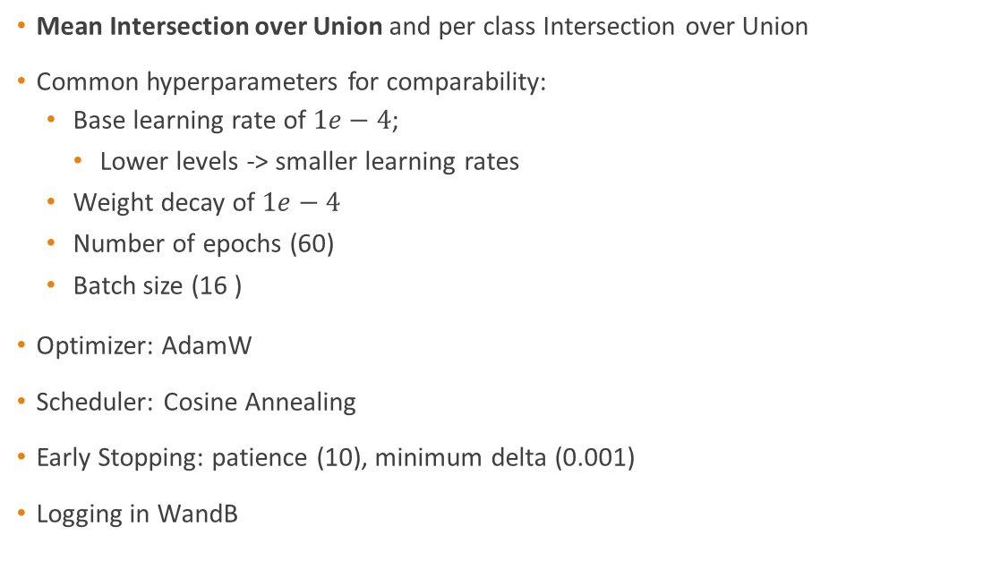 • Mean Intersection over Union and per class Intersection over Union
• Common hyperparameters for comparability:
• Base learning rate of 1e − 4;
• Lower levels -> smaller learning rates
• Weight decay of 1e − 4
• Number of epochs (60)
• Batch size (16 )
• Optimizer: AdamW
• Scheduler: Cosine Annealing
• Early Stopping: patience (10), minimum delta (0.001)
• Logging in WandB